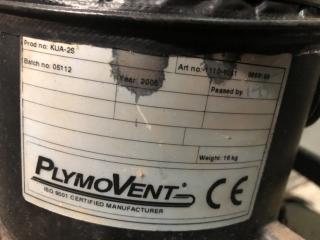 Prod no: KUA-2S
Art no:
Batch no: 05112
Year: 2005
Passed by:
Weight: 16 kg
PLYMOVENT
CE
ISO 9001 CERTIFIED MANUFACTURER